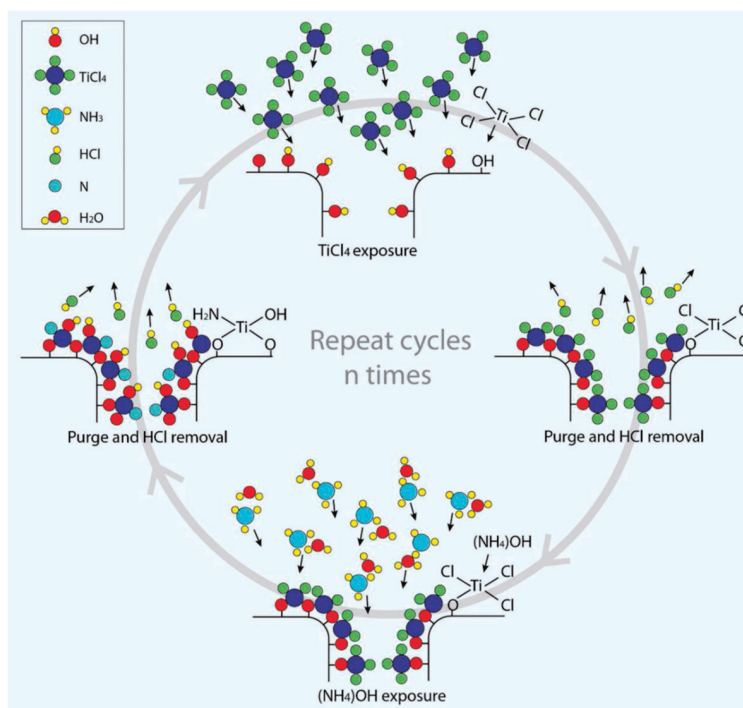 OH
TiCl₄
NH₃
HCl
N
H₂O
Cl
Cl
Ti
Cl
Cl
OH
TiCl₄ exposure
H₂N
OH
Ti
O
O
Repeat cycles
n times
Cl
Ti
O
Purge and HCl removal
Purge and HCl removal
(NH₄)OH
Cl
Ti
Cl
O
Cl
(NH₄)OH exposure